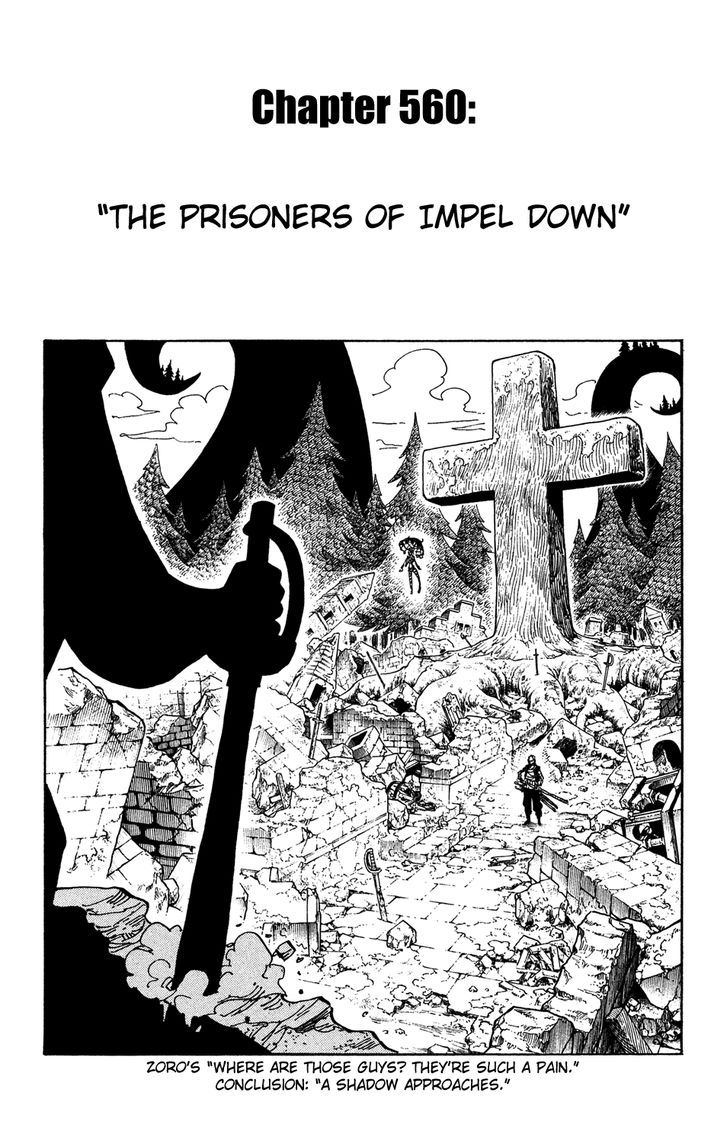 Chapter 560:
"THE PRISONERS OF IMPEL DOWN"
ZORO'S "WHERE ARE THOSE GUYS? THEY'RE SUCH A PAIN."
CONCLUSION: "A SHADOW APPROACHES."